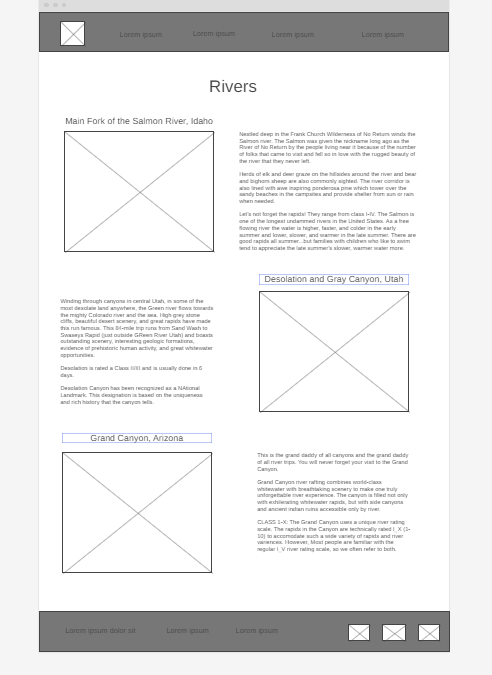 Lorem ipsum Lorem ipsum Lorem ipsum Lorem ipsum
Rivers
Main Fork of the Salmon River, Idaho
Nestled deep in the Frank Church Wilderness of No Return winds the
Salmon river. The Salmon was given the nickname long ago as the
River of No Return by the people living near it because of the number
of folks that came to visit and fell so in love with the rugged beauty of
the river that they never left.
Herds of elk and deer graze on the hillsides around the river and bear
and bighorn sheep are also commonly sighted. The river corridor is
also lined with awe inspiring ponderosa pine which tower over the
sandy beaches in the campsites and provide shelter from sun or rain
when needed.
Let's not forget the rapids! They range from class I-IV. The Salmon is
one of the longest undammed rivers in the United States. As a free
flowing river the water is higher, faster, and colder in the early
summer and lower, slower, and warmer in the late summer. There are
good rapids all summer...but families with children who like to swim
tend to appreciate the late summer's slower, warmer water more.
Desolation and Gray Canyon, Utah
Winding through canyons in central Utah, in some of the
most desolate land anywhere, the Green river flows towards
the mighty Colorado river and the sea. High grey stone
cliffs, beautiful desert scenery, and great rapids have made
this run famous. This 84-mile trip runs from Sand Wash to
Swaseys Rapid (just outside GReen River Utah) and boasts
outstanding scenery, interesting geologic formations,
evidence of prehistoric human activity, and great whitewater
opportunities.
Desolation is rated a Class II/III and is usually done in 6
days.
Desolation Canyon has been recognized as a NAtional
Landmark. This designation is based on the uniqueness
and rich history that the canyon tells.
Grand Canyon, Arizona
This is the grand daddy of all canyons and the grand daddy
of all river trips. You will never forget your visit to the Grand
Canyon.
Grand Canyon river rafting combines world-class
whitewater with breathtaking scenery to make one truly
unforgettable river experience. The canyon is filled not only
with exhilerating whitewater rapids, but with side canyons
and ancient indian ruins accessible only by river.
CLASS 1-X: The Grand Canyon uses a unique river rating
scale. The rapids in the Canyon are technically rated I_X (1-
10) to accomodate such a wide variety of rapids and river
variences. However, Most people are familiar with the
regular I_V river rating scale, so we often refer to both.
Lorem ipsum dolor sit Lorem ipsum Lorem ipsum